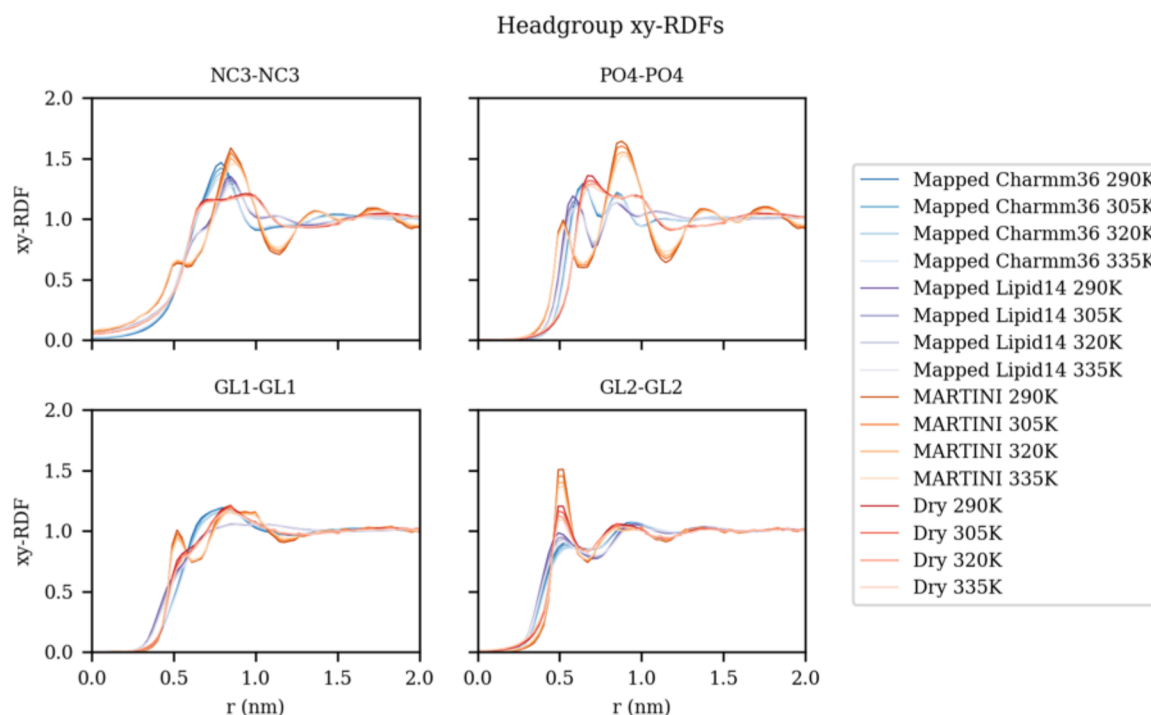 Headgroup xy-RDFs
NC3-NC3
PO4-PO4
2.0
1.5
1.0
0.5
0.0
xy-RDF
GL1-GL1
GL2-GL2
2.0
1.5
1.0
0.5
0.0
xy-RDF
0.0 0.5 1.0 1.5 2.0
0.0 0.5 1.0 1.5 2.0
r (nm)
r (nm)
Mapped Charmm36 290K
Mapped Charmm36 305K
Mapped Charmm36 320K
Mapped Charmm36 335K
Mapped Lipid14 290K
Mapped Lipid14 305K
Mapped Lipid14 320K
Mapped Lipid14 335K
MARTINI 290K
MARTINI 305K
MARTINI 320K
MARTINI 335K
Dry 290K
Dry 305K
Dry 320K
Dry 335K